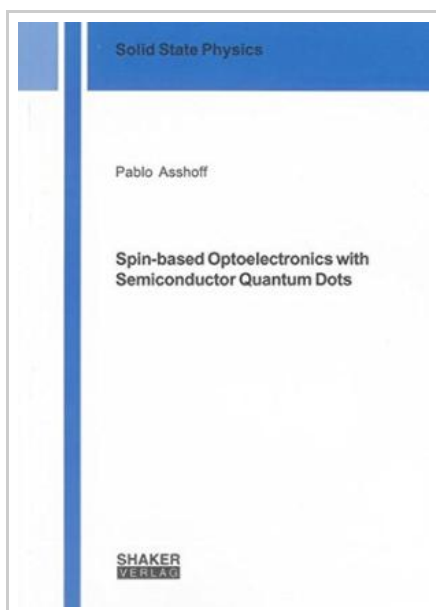 Solid State Physics
Pablo Asshoff
Spin-based Optoelectronics with
Semiconductor Quantum Dots
SHAKER
VERLAG